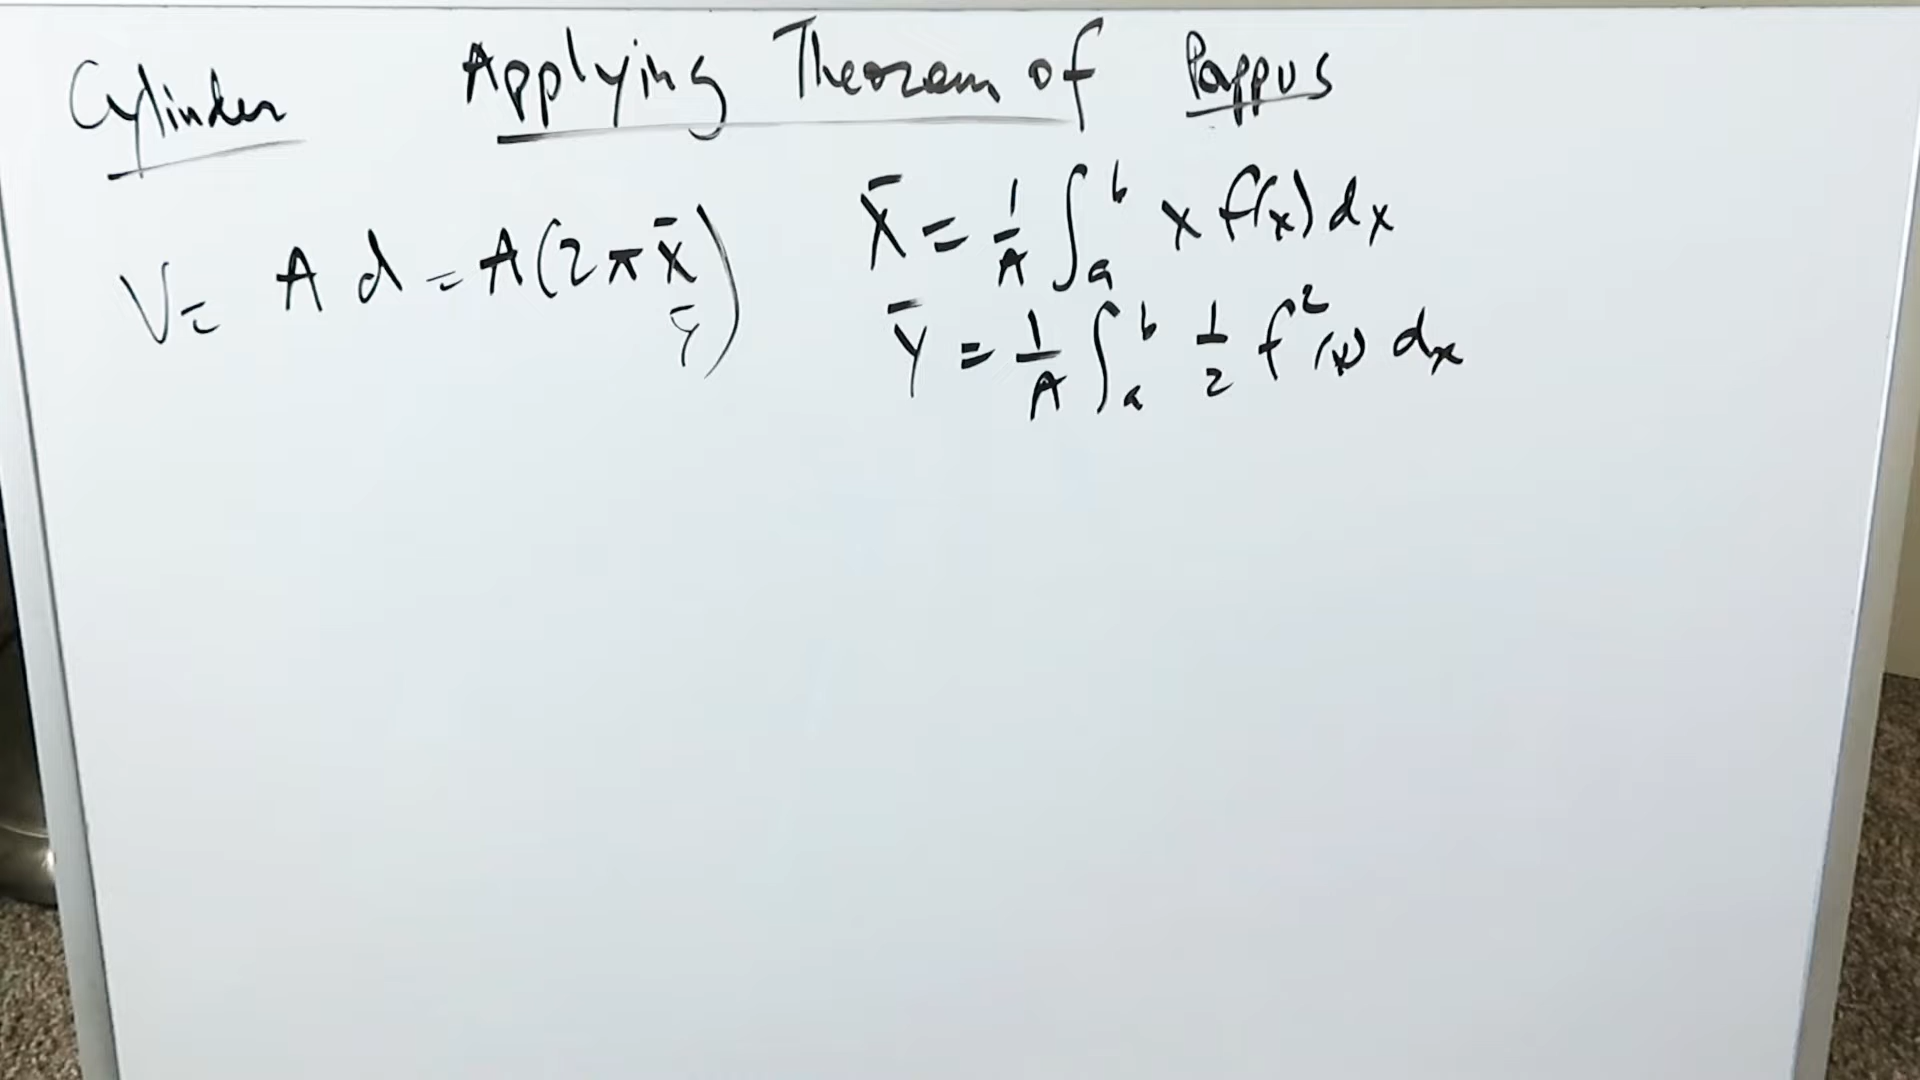 Cylinder Applying Theorem of Pappus
V = A d = A(2π x̄)
ȳ
x̄ = 1/A ∫_a^b x f(x) dx
ȳ = 1/A ∫_a^b 1/2 f²(x) dx